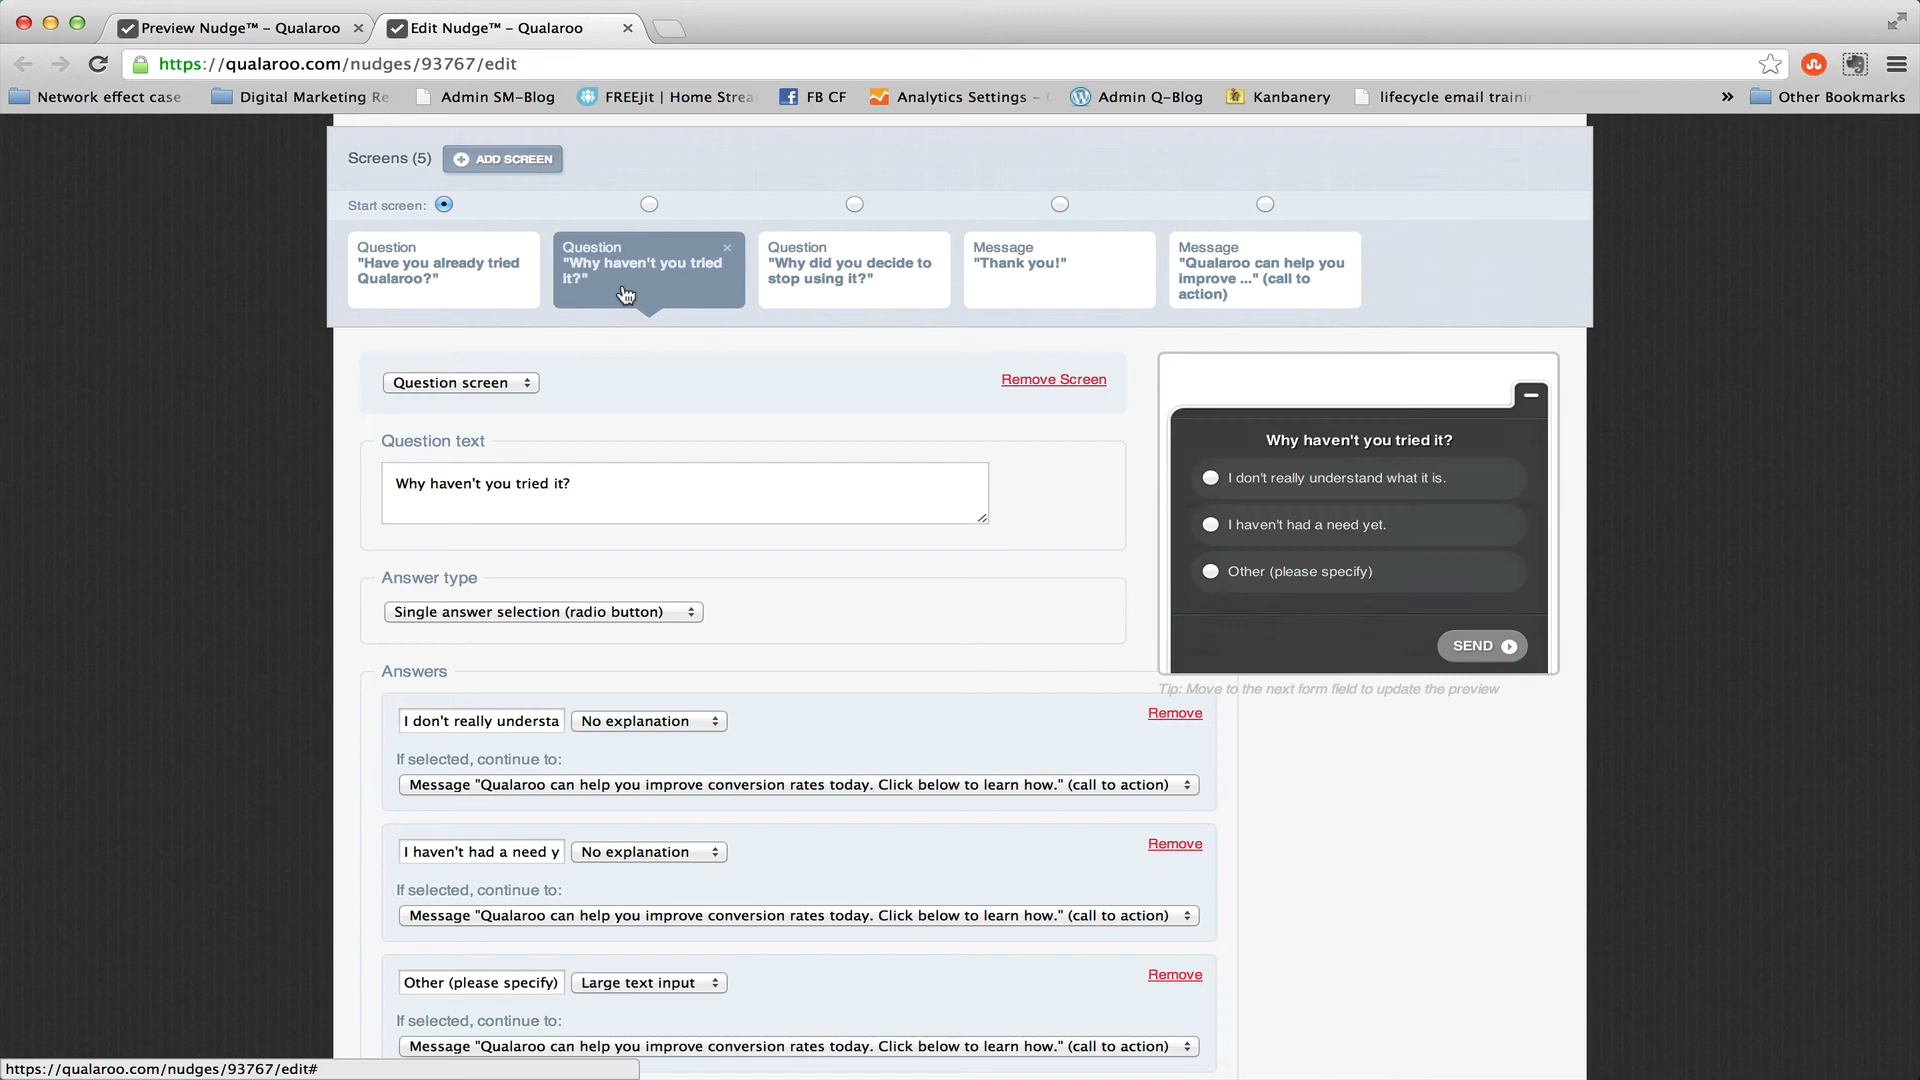 Preview Nudge™ – Qualaroo
Edit Nudge™ – Qualaroo
https://qualaroo.com/nudges/93767/edit
Network effect case
Digital Marketing Re
Admin SM-Blog
FREEjit | Home Strea
FB CF
Analytics Settings –
Admin Q-Blog
Kanbanery
lifecycle email trainin
»
Other Bookmarks
Screens (5)
ADD SCREEN
Start screen:
Question
"Have you already tried
Qualaroo?"
Question
"Why haven't you tried
it?"
Question
"Why did you decide to
stop using it?"
Message
"Thank you!"
Message
"Qualaroo can help you
improve ..." (call to
action)
Question screen
Remove Screen
Question text
Why haven't you tried it?
Answer type
Single answer selection (radio button)
Why haven't you tried it?
I don't really understand what it is.
I haven't had a need yet.
Other (please specify)
SEND
Tip: Move to the next form field to update the preview
Answers
I don't really understa
No explanation
Remove
If selected, continue to:
Message "Qualaroo can help you improve conversion rates today. Click below to learn how." (call to action)
I haven't had a need y
No explanation
Remove
If selected, continue to:
Message "Qualaroo can help you improve conversion rates today. Click below to learn how." (call to action)
Other (please specify)
Large text input
Remove
If selected, continue to:
Message "Qualaroo can help you improve conversion rates today. Click below to learn how." (call to action)
https://qualaroo.com/nudges/93767/edit#